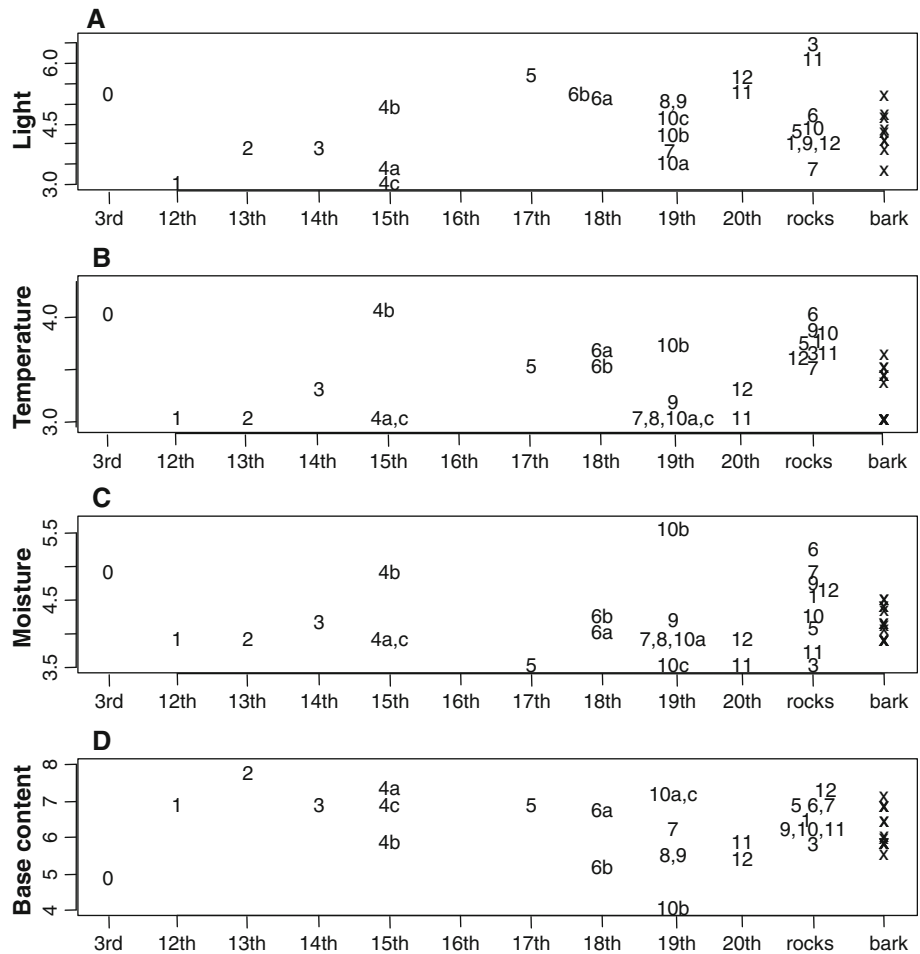 A
Light
6.0
4.5
3.0
3
11
5
12
0
6b 6a
11
8,9
4b
10c
6
5 10
10b
1,9,12
2
3
7
10a
4a
7
1
4c
x
x
x
x
x
x
x
x
3rd 12th 13th 14th 15th 16th 17th 18th 19th 20th rocks bark
B
Temperature
4.0
3.0
0
4b
6
9 10
5 1
10b
6a
12 3 11
5
6b
5
3
12
9
1
2
4a,c
7,8,10a,c
11
x
x
x
x
x
3rd 12th 13th 14th 15th 16th 17th 18th 19th 20th rocks bark
C
Moisture
5.5
4.5
3.5
10b
6
0
4b
7
9
12
1
6b
10
3
9
6a
5
1
2
4a,c
7,8,10a
12
11
5
10c
11
3
x
x
x
x
x
x
x
3rd 12th 13th 14th 15th 16th 17th 18th 19th 20th rocks bark
D
Base content
8
7
6
5
4
2
4a
12
10a,c
1
4c
3
5
6a
5 6,7
1
7
9,10,11
4b
11
3
8,9
12
6b
0
10b
x
x
x
x
x
x
x
3rd 12th 13th 14th 15th 16th 17th 18th 19th 20th rocks bark